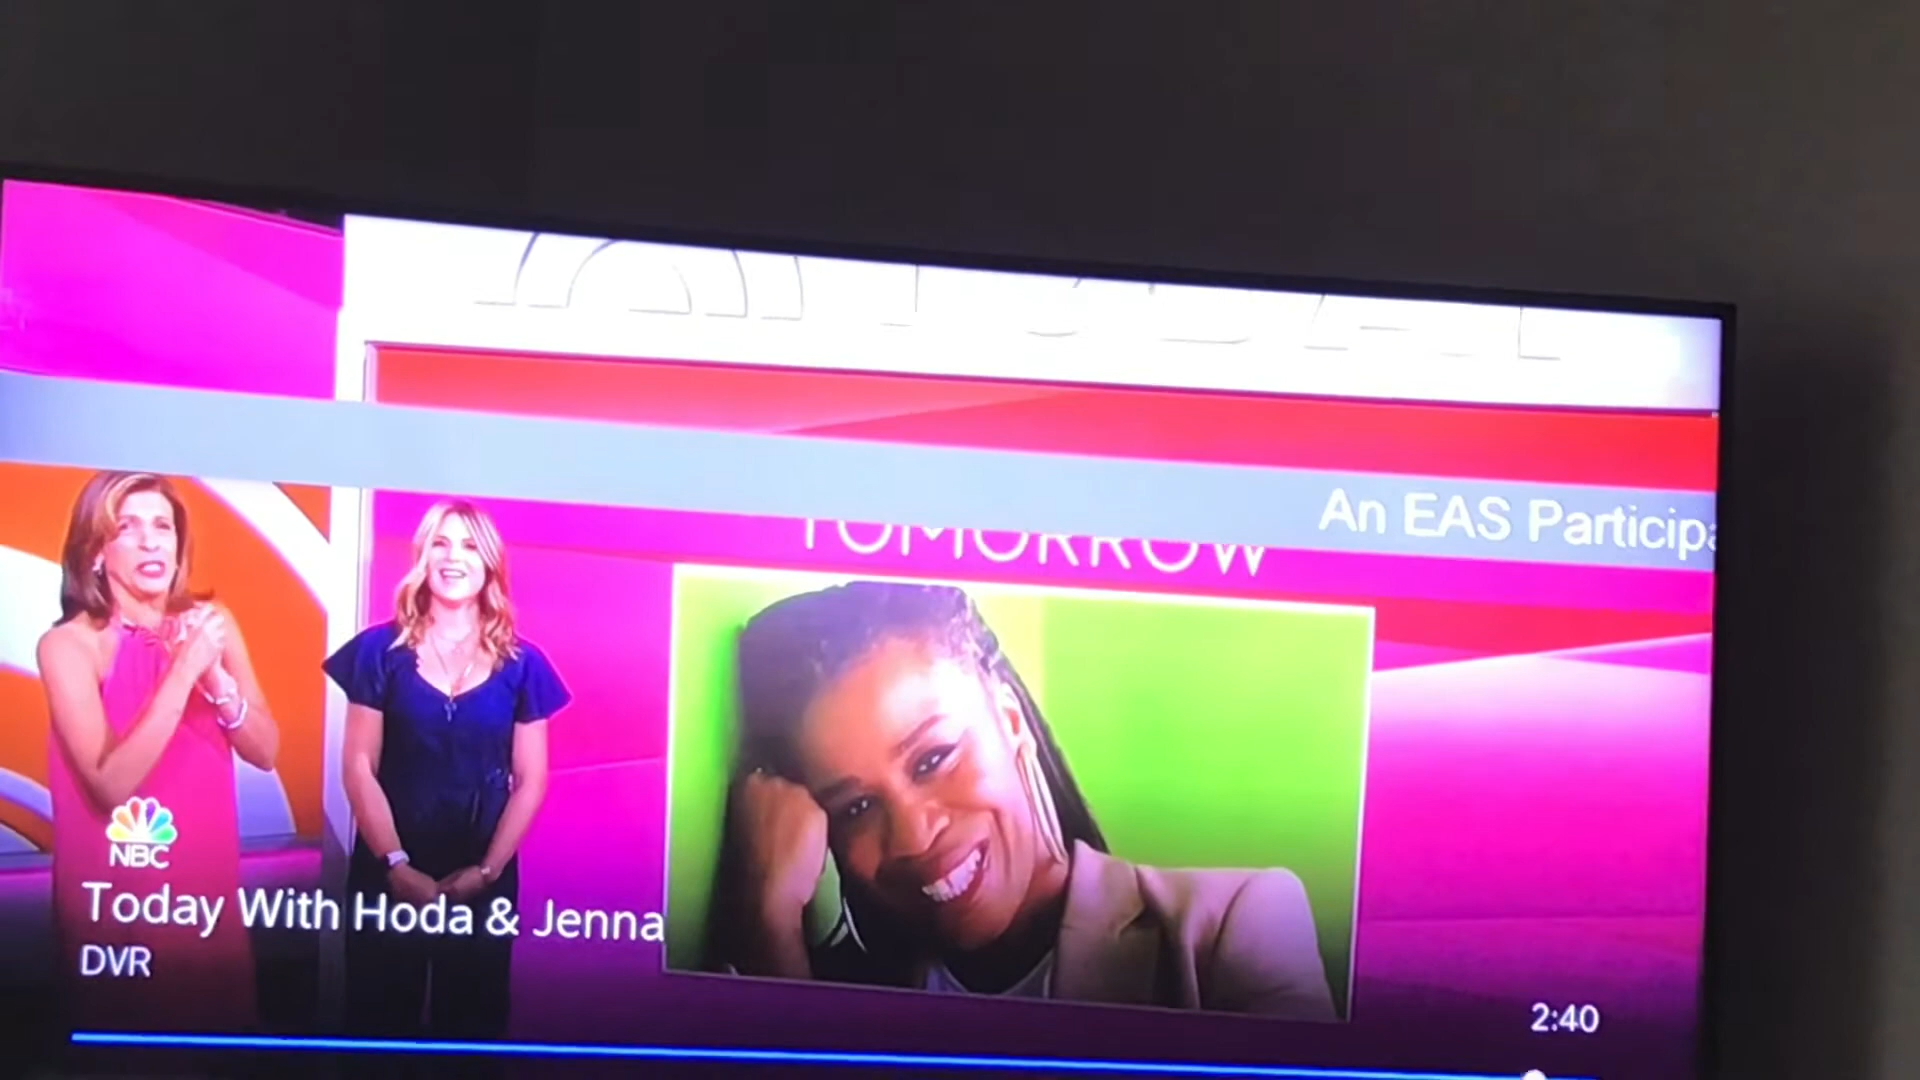 An EAS Particip
TOMORROW
NBC
Today With Hoda & Jenna
DVR
2:40